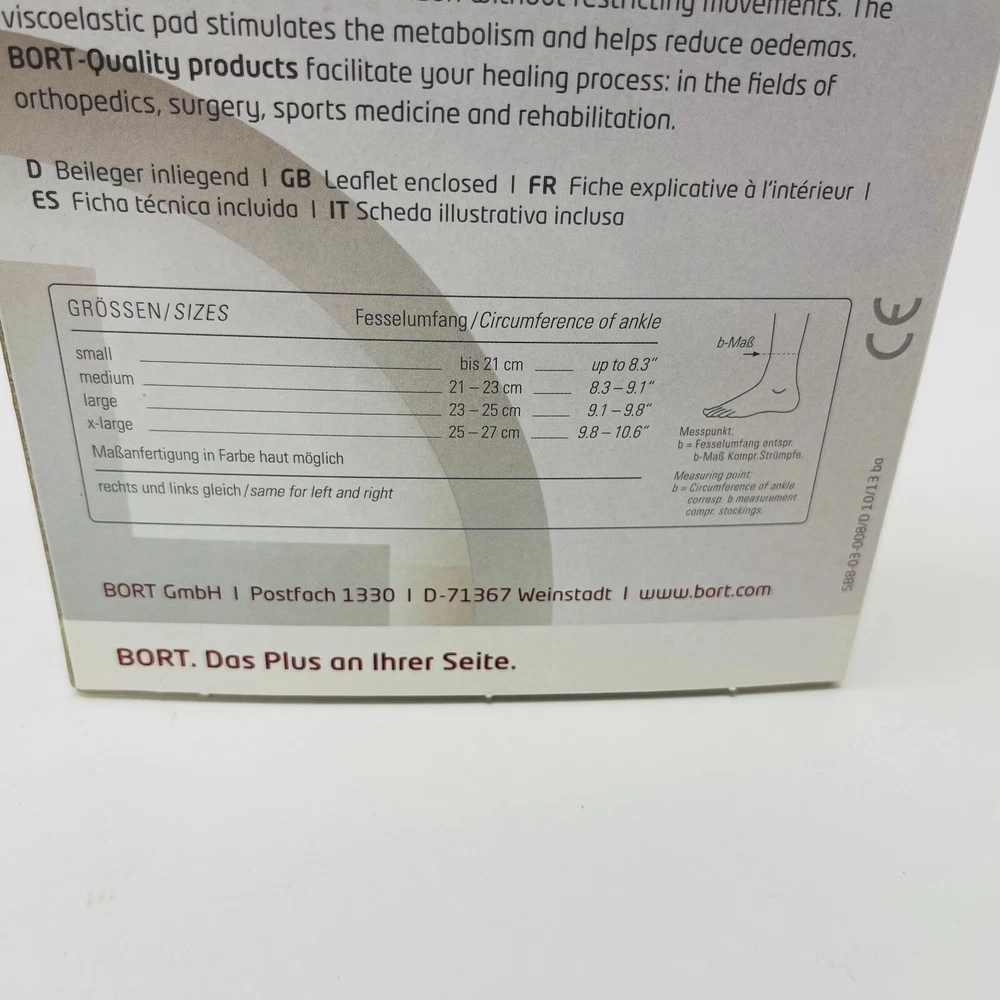 without restricting movements. The
viscoelastic pad stimulates the metabolism and helps reduce oedemas.
BORT-Quality products facilitate your healing process: in the fields of
orthopedics, surgery, sports medicine and rehabilitation.
D Beileger inliegend | GB Leaflet enclosed | FR Fiche explicative à l'intérieur |
ES Ficha técnica incluida | IT Scheda illustrativa inclusa
GRÖSSEN/SIZES Fesselumfang/Circumference of ankle
small bis 21 cm up to 8.3"
medium 21 – 23 cm 8.3 – 9.1"
large 23 – 25 cm 9.1 – 9.8"
x-large 25 – 27 cm 9.8 – 10.6"
Maßanfertigung in Farbe haut möglich
rechts und links gleich/same for left and right
b-Maß
Messpunkt:
b = Fesselumfang entspr.
b-Maß Kompr.Strümpfe.
Measuring point:
b = Circumference of ankle
corresp. b measurement
compr. stockings.
CE
SBB-03-008/D 10/13 ba
BORT GmbH | Postfach 1330 | D-71367 Weinstadt | www.bort.com
BORT. Das Plus an Ihrer Seite.